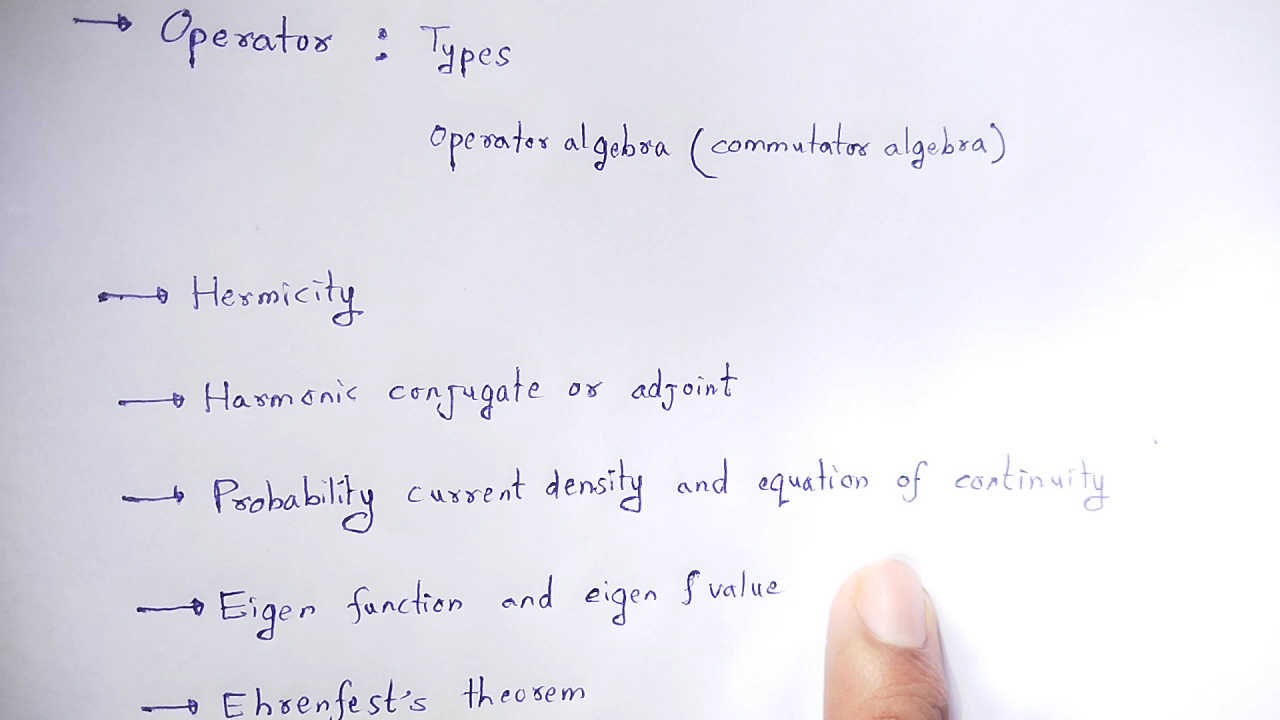 → Operator : Types
Operator algebra (commutator algebra)
→ Hermicity
→ Harmonic conjugate or adjoint
→ Probability current density and equation of continuity
→ Eigen function and eigen f value
→ Ehrenfest's theorem